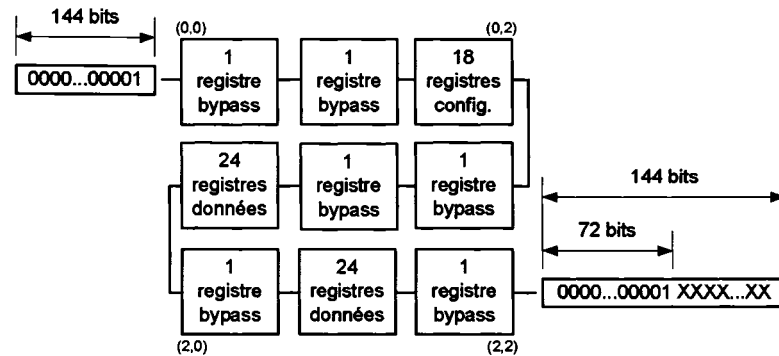 144 bits
(0,0)
(0,2)
0000...00001
1
registre
bypass
1
registre
bypass
18
registres
config.
24
registres
données
1
registre
bypass
1
registre
bypass
144 bits
72 bits
1
registre
bypass
24
registres
données
1
registre
bypass
0000...00001 XXXX...XX
(2,0)
(2,2)